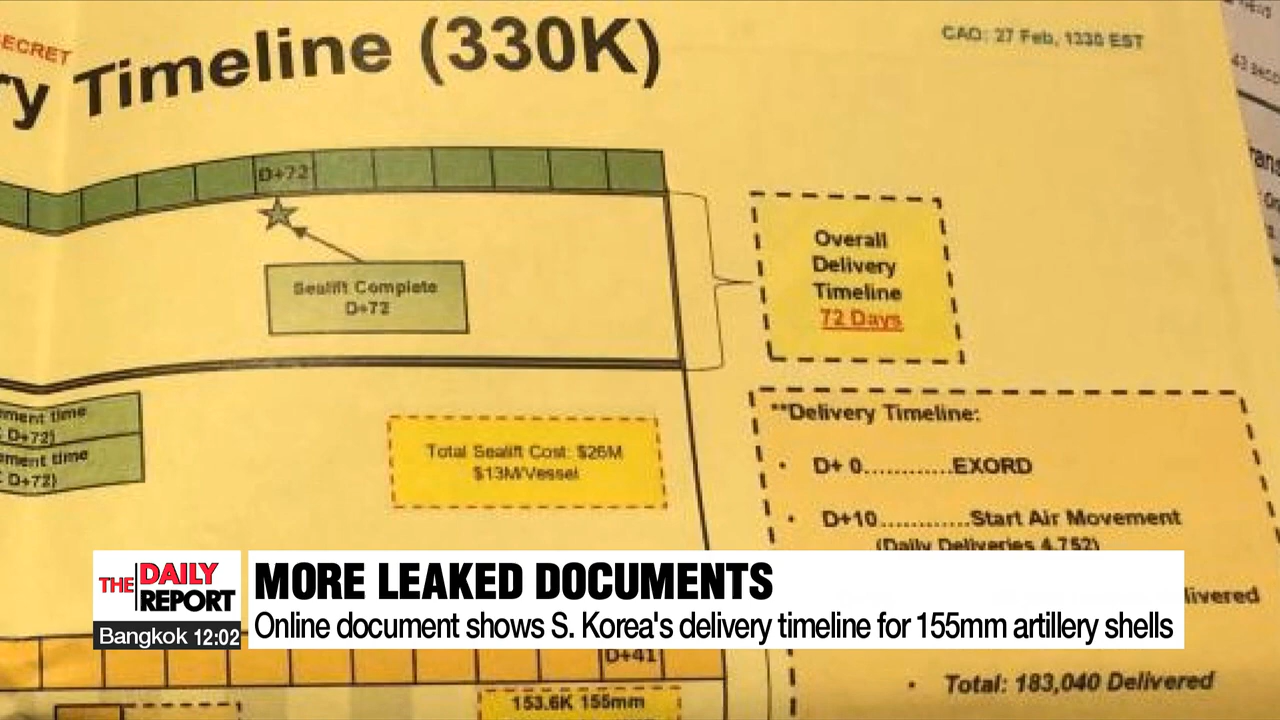 SECRET
y Timeline (330K)
CAO: 27 Feb, 1330 EST
43 sec
D+72
Sealift Complete
D+72
Overall
Delivery
Timeline
72 Days
ment time
D+72)
ement time
D+72)
Total Sealift Cost: $26M
$13M/Vessel
**Delivery Timeline:
• D+ 0............EXORD
• D+10............Start Air Movement
(Daily Deliveries 4,752)
livered
D+41
• Total: 183,040 Delivered
153.6K 155mm
THE DAILY REPORT
Bangkok 12:02
MORE LEAKED DOCUMENTS
Online document shows S. Korea's delivery timeline for 155mm artillery shells